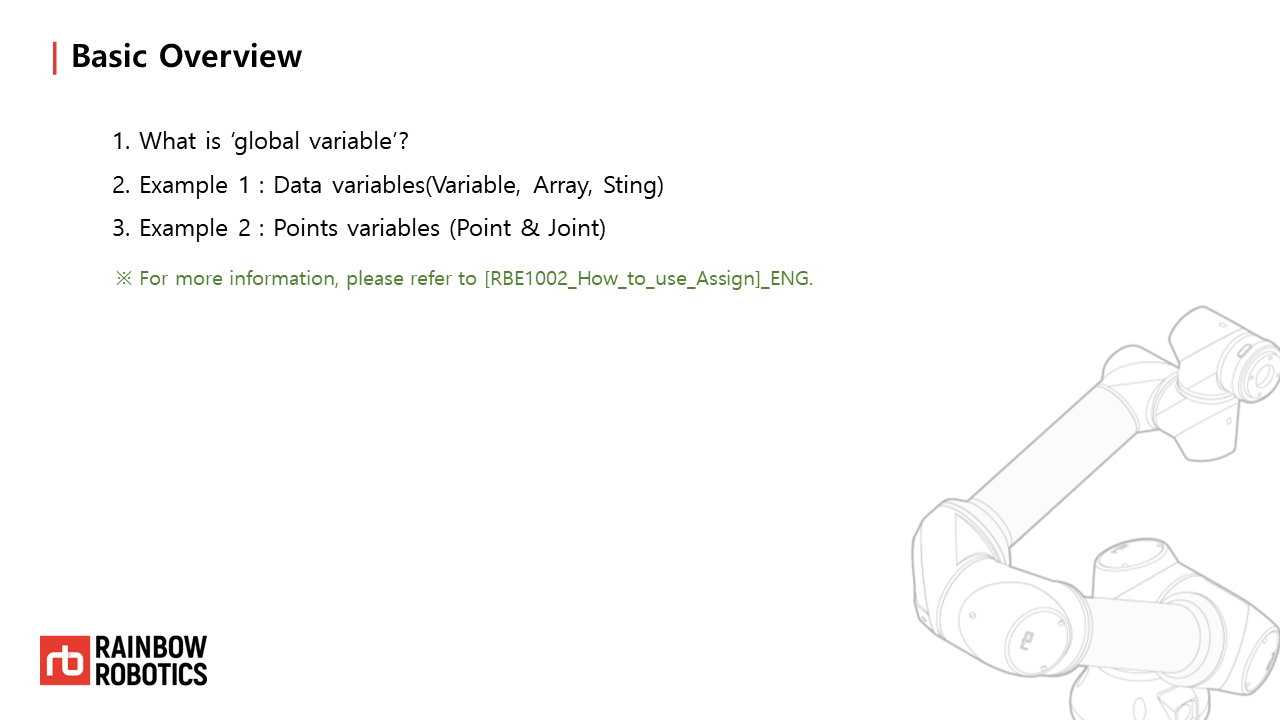 Basic Overview
1. What is ‘global variable’?
2. Example 1 : Data variables(Variable, Array, Sting)
3. Example 2 : Points variables (Point & Joint)
※ For more information, please refer to [RBE1002_How_to_use_Assign]_ENG.
rb
RAINBOW
ROBOTICS